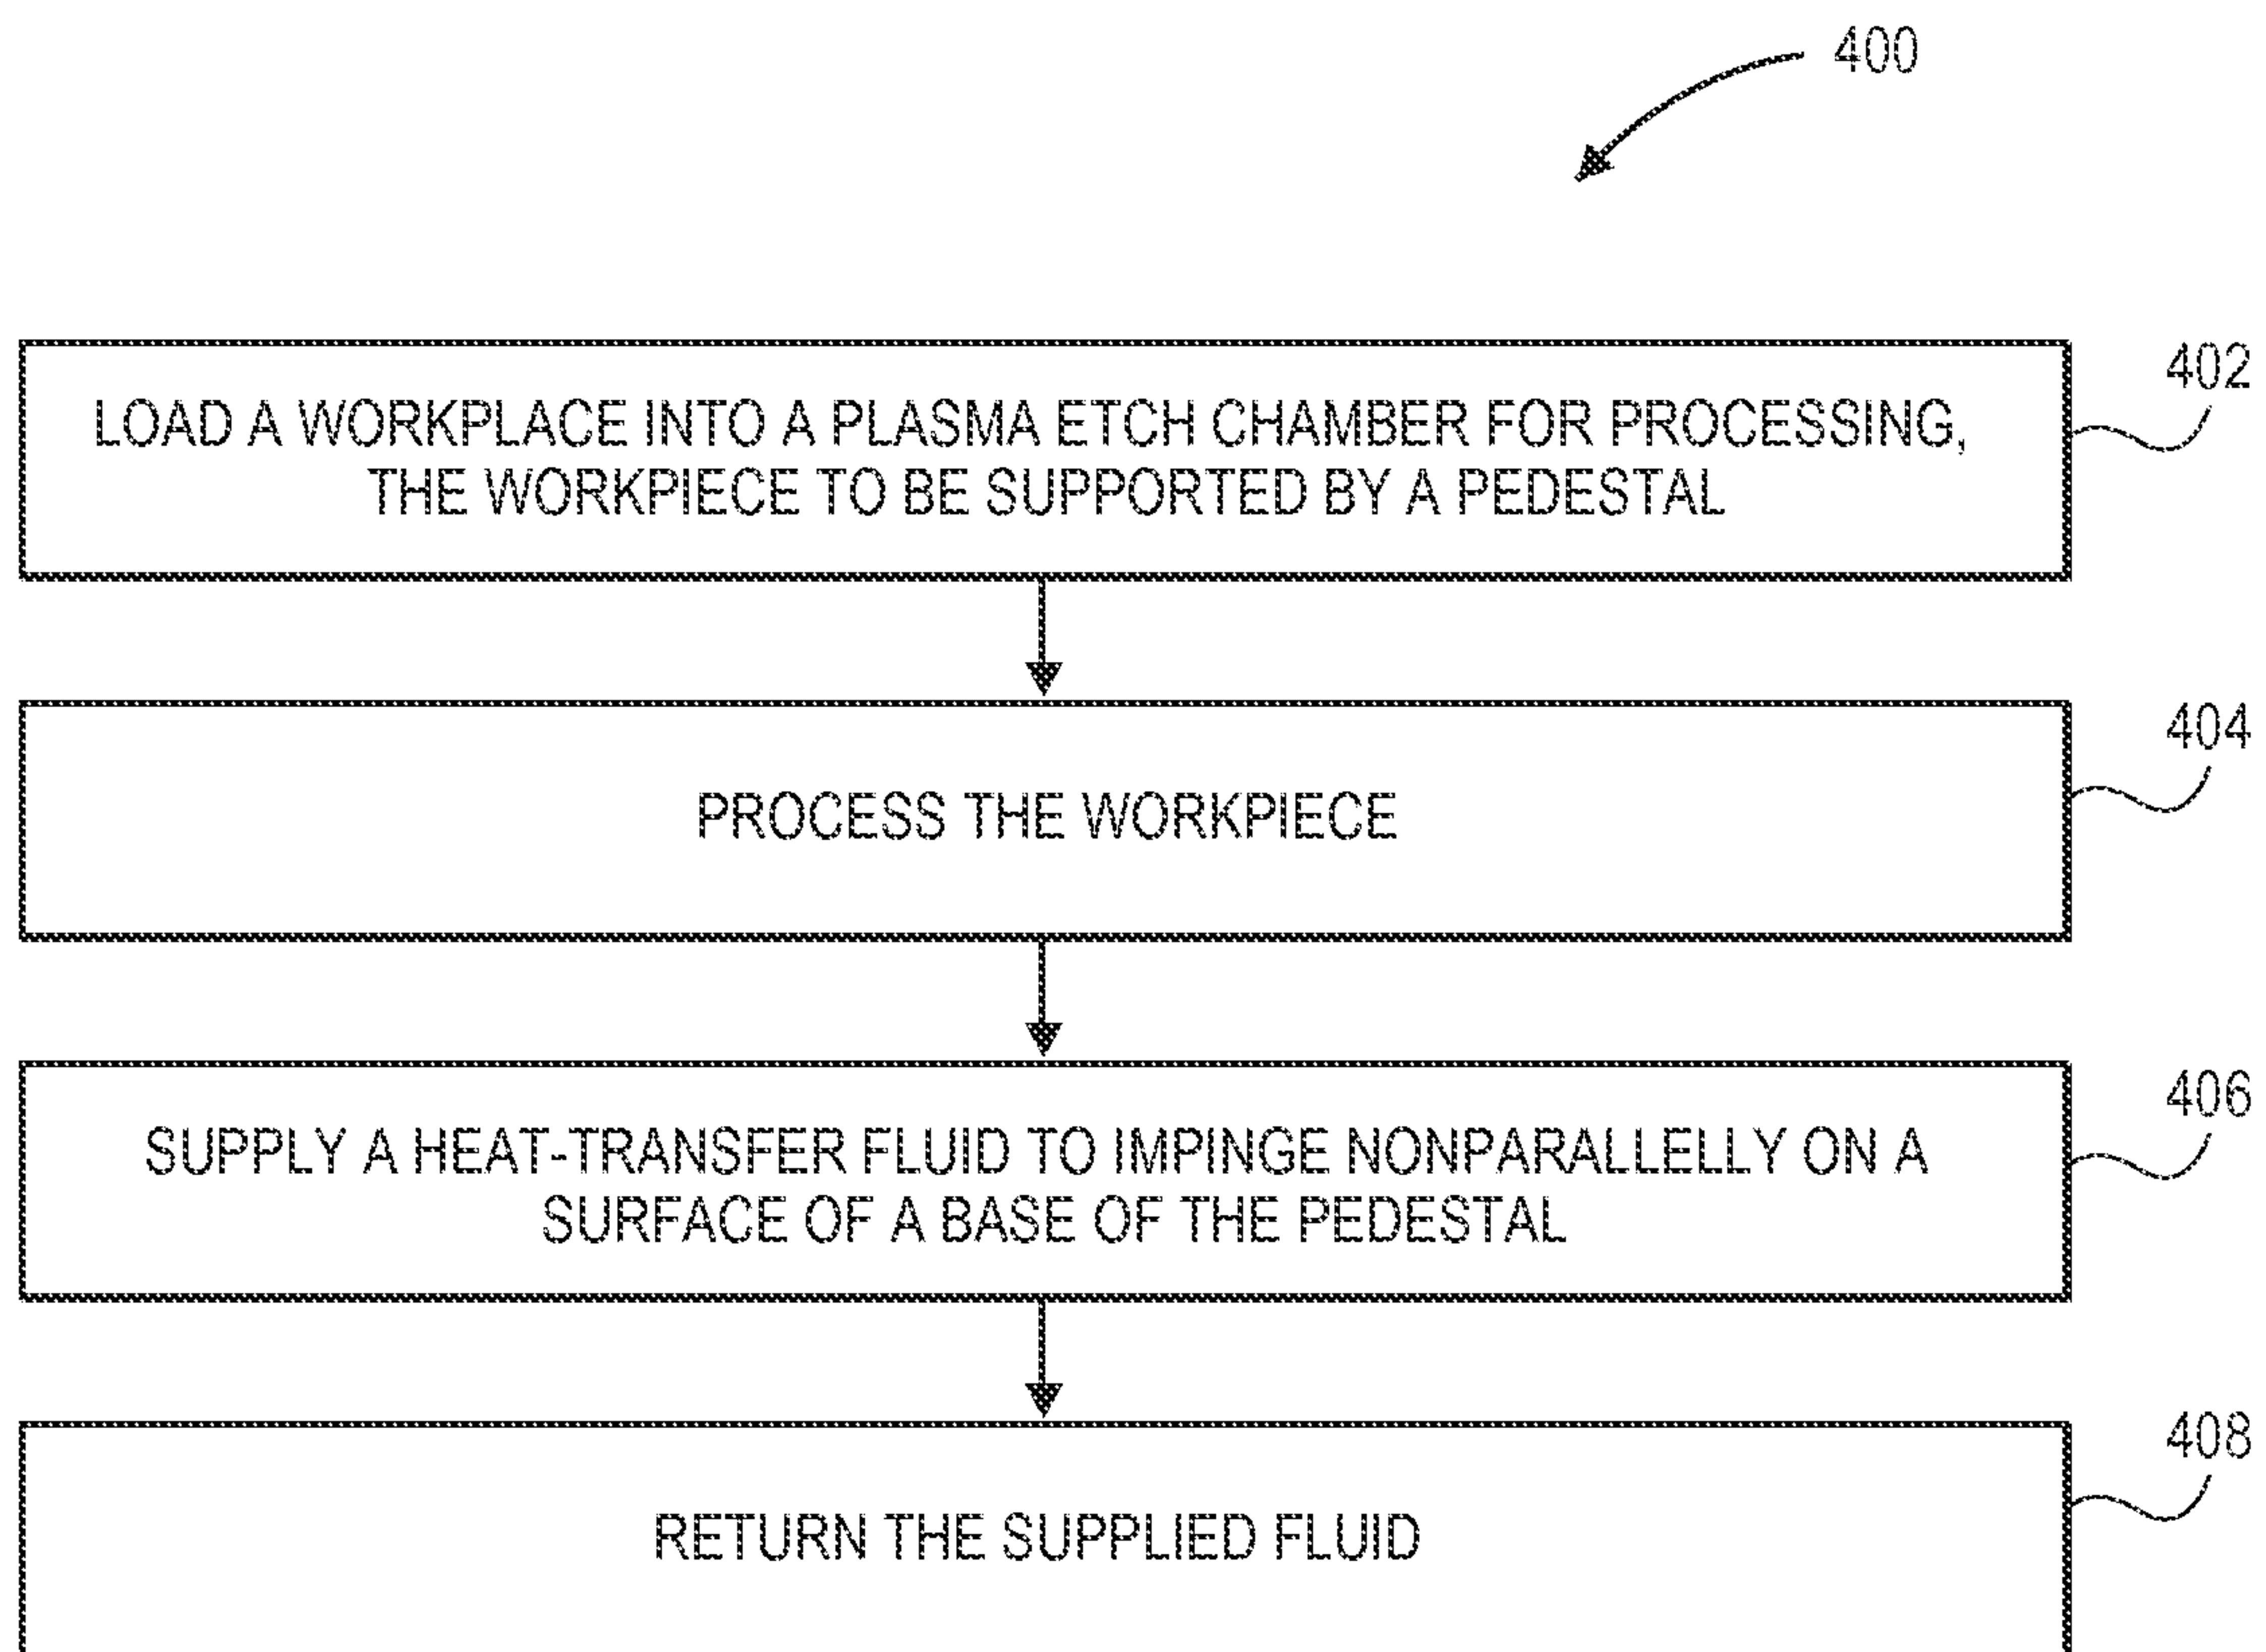 400
402
LOAD A WORKPLACE INTO A PLASMA ETCH CHAMBER FOR PROCESSING,
THE WORKPIECE TO BE SUPPORTED BY A PEDESTAL
404
PROCESS THE WORKPIECE
406
SUPPLY A HEAT-TRANSFER FLUID TO IMPINGE NONPARALLELLY ON A
SURFACE OF A BASE OF THE PEDESTAL
408
RETURN THE SUPPLIED FLUID